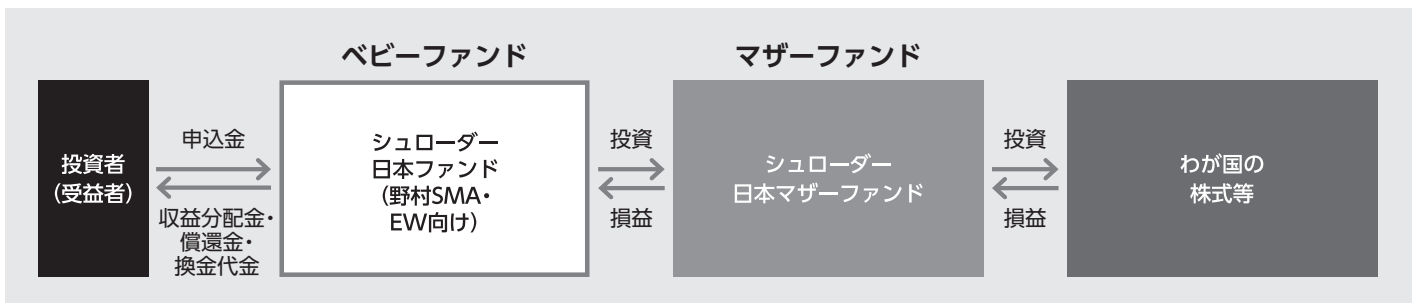 ベビーファンド
マザーファンド
投資者
(受益者)
申込金
収益分配金・
償還金・
換金代金
シュローダー
日本ファンド
(野村SMA・
EW向け)
投資
損益
シュローダー
日本マザーファンド
投資
損益
わが国の
株式等